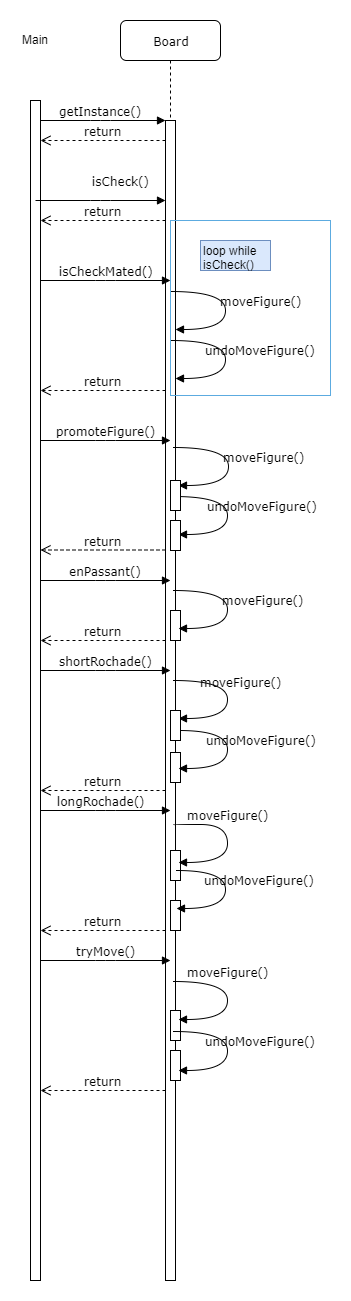 Main
Board
getInstance()
return
isCheck()
return
loop while
isCheck()
isCheckMated()
moveFigure()
undoMoveFigure()
return
promoteFigure()
moveFigure()
undoMoveFigure()
return
enPassant()
moveFigure()
return
shortRochade()
moveFigure()
undoMoveFigure()
return
longRochade()
moveFigure()
undoMoveFigure()
return
tryMove()
moveFigure()
undoMoveFigure()
return